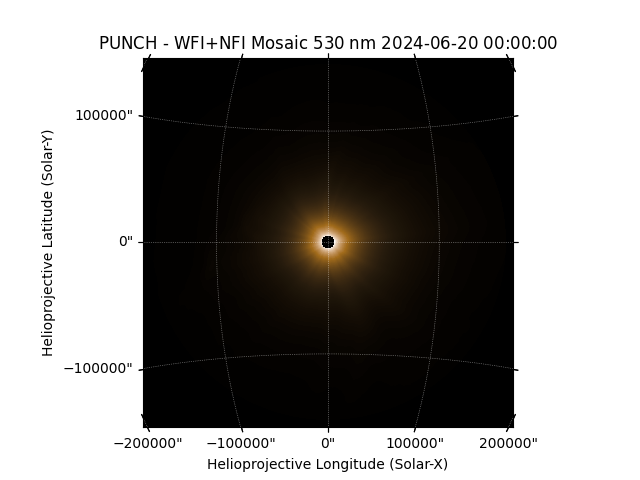 PUNCH - WFI+NFI Mosaic 530 nm 2024-06-20 00:00:00
Helioprojective Latitude (Solar-Y)
100000"
0"
−100000"
−200000" −100000" 0" 100000" 200000"
Helioprojective Longitude (Solar-X)